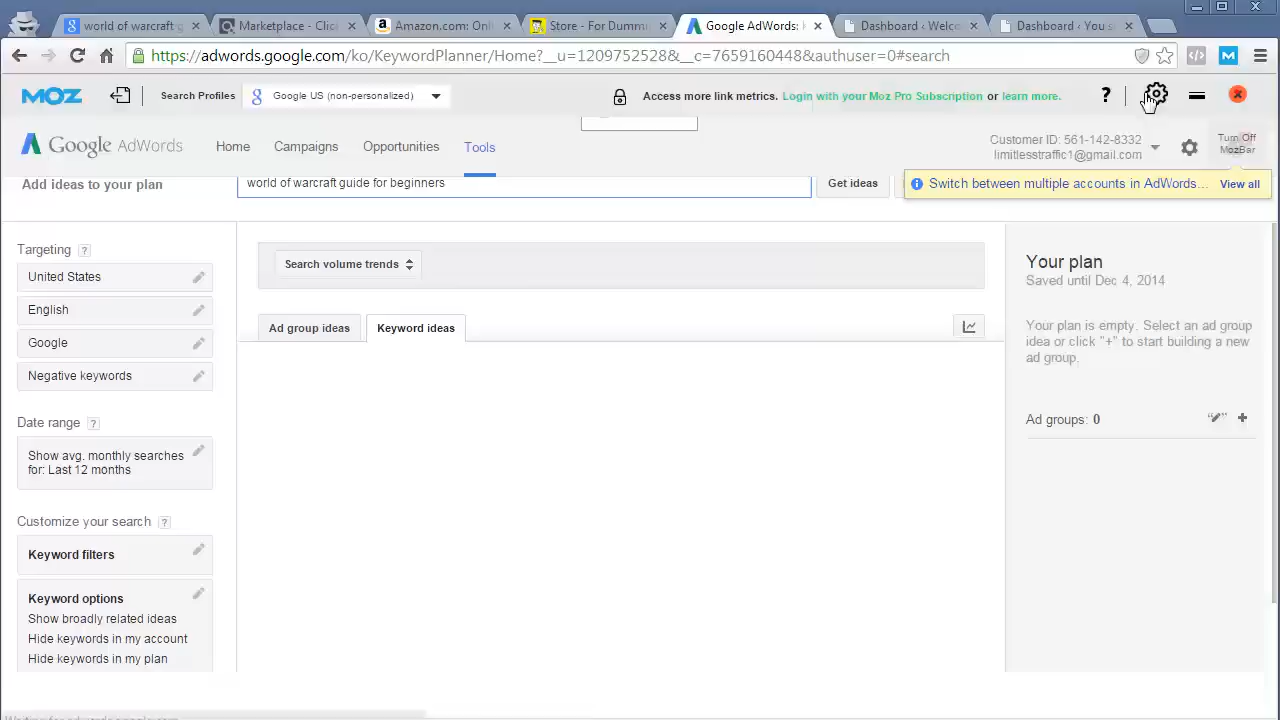 world of warcraft g
Marketplace - Click
Amazon.com: Onl
Store - For Dummi
Google AdWords: K
Dashboard ‹ Welc
Dashboard ‹ You s
https://adwords.google.com/ko/KeywordPlanner/Home?__u=1209752528&__c=7659160448&authuser=0#search
MOZ
Search Profiles
Google US (non-personalized)
Access more link metrics. Login with your Moz Pro Subscription or learn more.
?
Google AdWords
Home
Campaigns
Opportunities
Tools
Customer ID: 561-142-8332
limitlesstraffic1@gmail.com
Turn Off
MozBar
Add ideas to your plan
world of warcraft guide for beginners
Get ideas
Switch between multiple accounts in AdWords...
View all
Targeting ?
United States
English
Google
Negative keywords
Date range ?
Show avg. monthly searches
for: Last 12 months
Customize your search ?
Keyword filters
Keyword options
Show broadly related ideas
Hide keywords in my account
Hide keywords in my plan
Search volume trends
Ad group ideas
Keyword ideas
Your plan
Saved until Dec 4, 2014
Your plan is empty. Select an ad group
idea or click "+" to start building a new
ad group.
Ad groups: 0